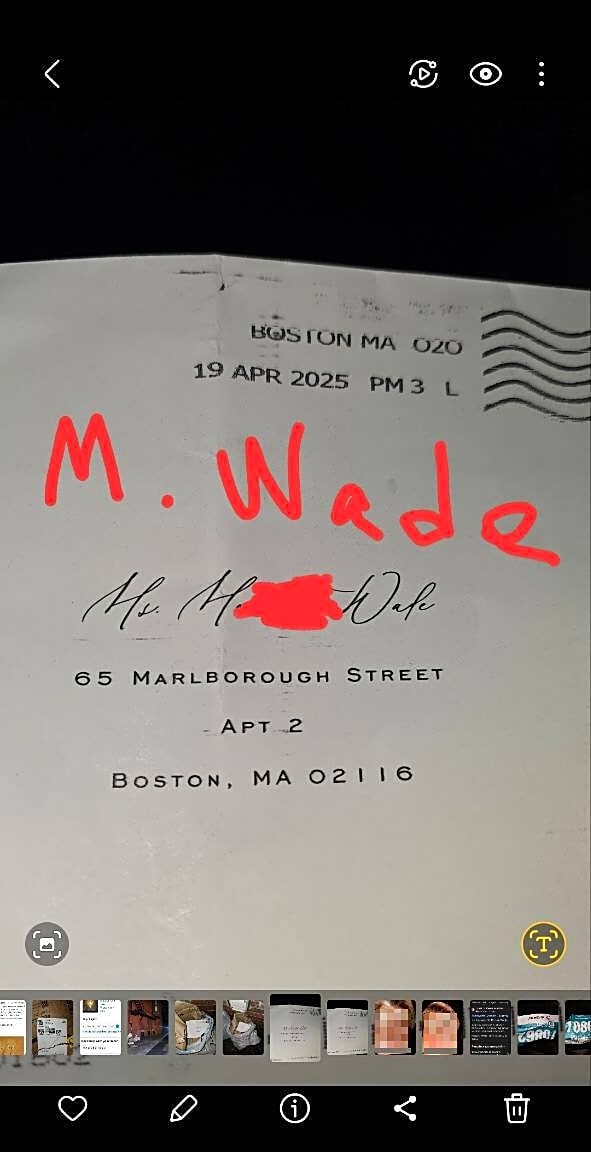 BOSTON MA 020
19 APR 2025 PM 3 L
M. Wade
Ms. M Wade
65 MARLBOROUGH STREET
APT 2
BOSTON, MA 02116
T